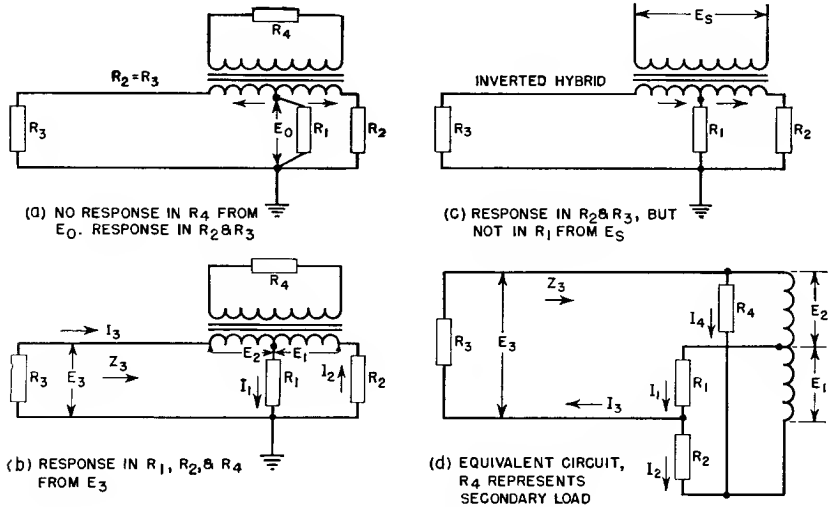 R4
R2=R3
R3
E0
R1
R2
(a) NO RESPONSE IN R4 FROM
E0. RESPONSE IN R2&R3
ES
INVERTED HYBRID
R3
R1
R2
(c) RESPONSE IN R2&R3, BUT
NOT IN R1 FROM ES
R4
I3
E2
E1
R3
E3
Z3
I1
R1
I2
R2
(b) RESPONSE IN R1, R2, & R4
FROM E3
Z3
R4
E2
I4
R3
E3
E1
I1
R1
I3
R2
I2
(d) EQUIVALENT CIRCUIT,
R4 REPRESENTS
SECONDARY LOAD